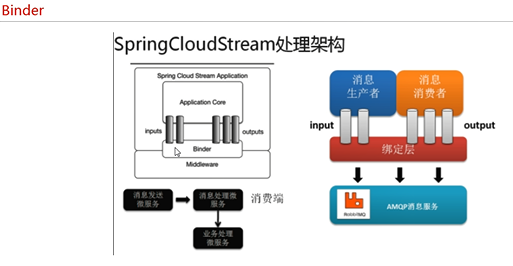 Binder
SpringCloudStream处理架构
Spring Cloud Stream Application
Application Core
inputs
outputs
Binder
Middleware
消息发送
微服务
消息处理微
服务
消费端
业务处理
微服务
消息
生产者
消息
消费者
input
output
绑定层
RabbitMQ
AMQP消息服务